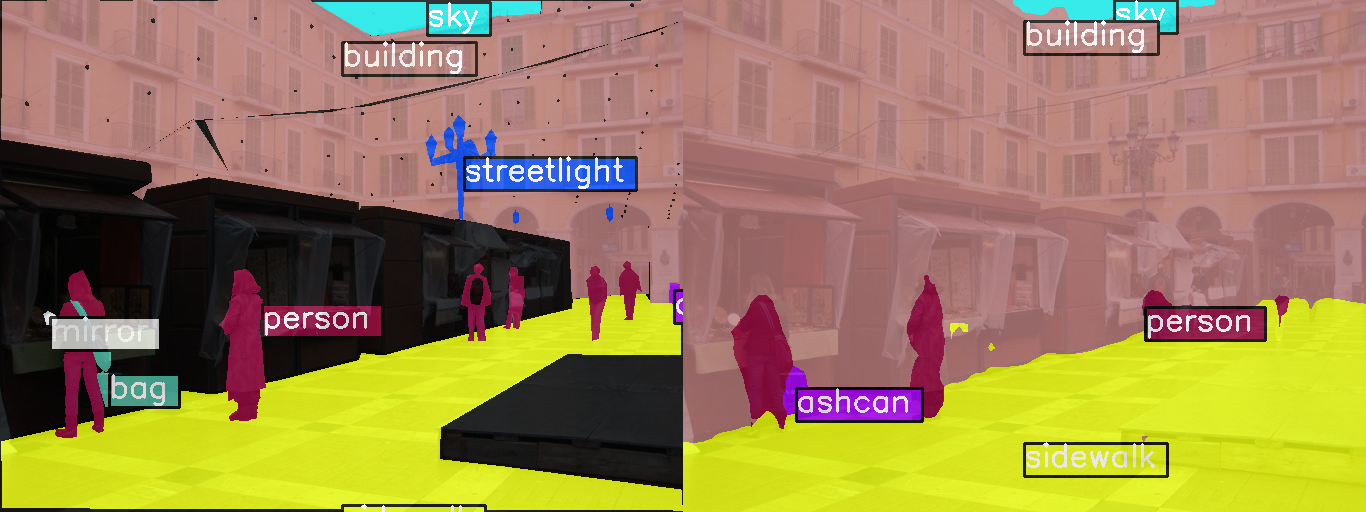 sky
building
streetlight
person
mirror
bag
sky
building
person
ashcan
sidewalk